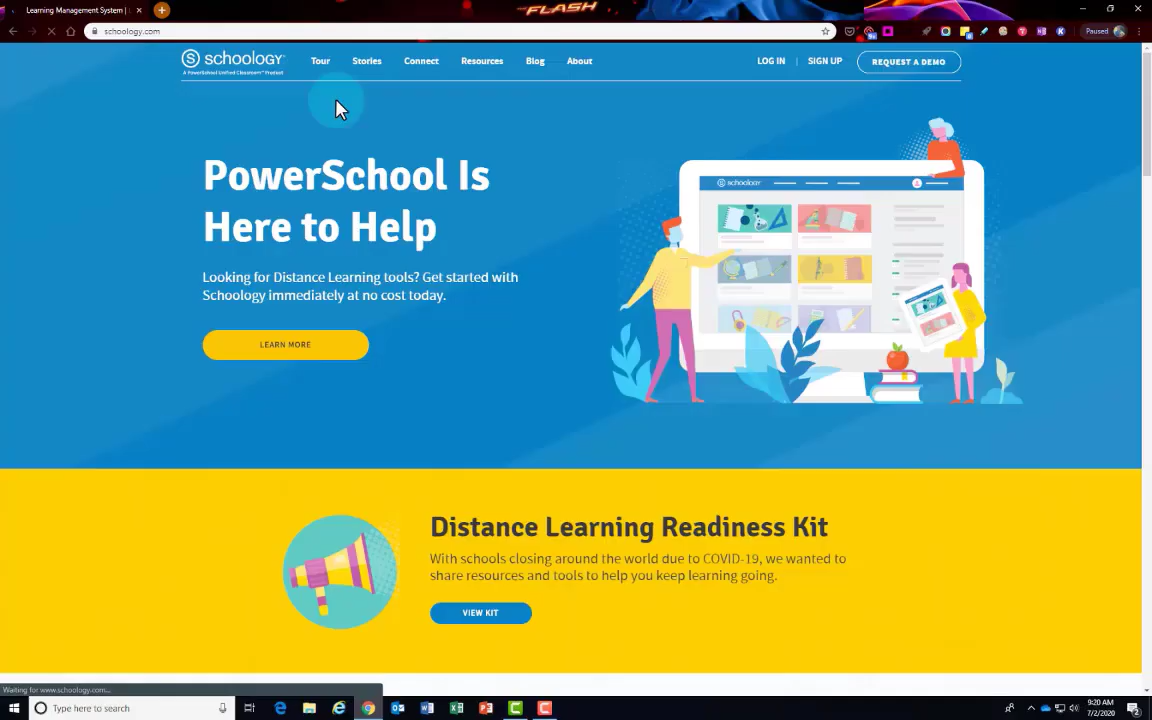 Learning Management System |
FLASH
schoology.com
Paused
schoology
A PowerSchool Unified Classroom™ Product
Tour
Stories
Connect
Resources
Blog
About
LOG IN
|
SIGN UP
REQUEST A DEMO
PowerSchool Is
Here to Help
Looking for Distance Learning tools? Get started with
Schoology immediately at no cost today.
LEARN MORE
schoology
Distance Learning Readiness Kit
With schools closing around the world due to COVID-19, we wanted to
share resources and tools to help you keep learning going.
VIEW KIT
Waiting for www.schoology.com...
Type here to search
9:20 AM
7/2/2020